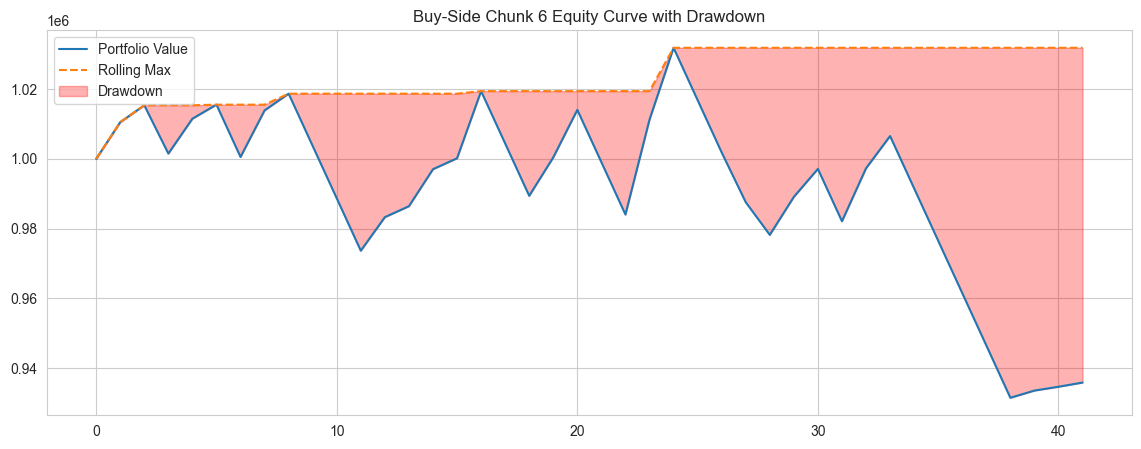 Buy-Side Chunk 6 Equity Curve with Drawdown
1e6
Portfolio Value
Rolling Max
Drawdown
1.02
1.00
0.98
0.96
0.94
0 10 20 30 40